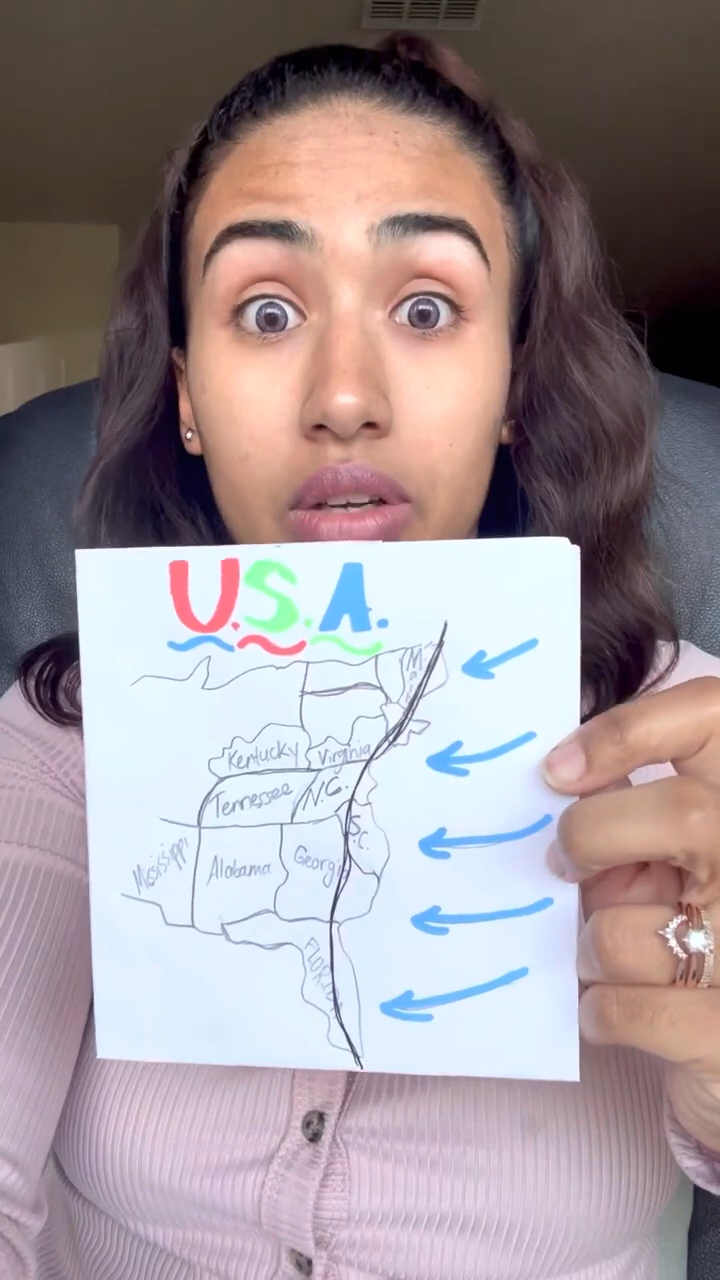 U.S.A.
Kentucky
Virginia
Tennessee
N.C.
S.C.
Mississippi
Alabama
Georgia
FLORIDA